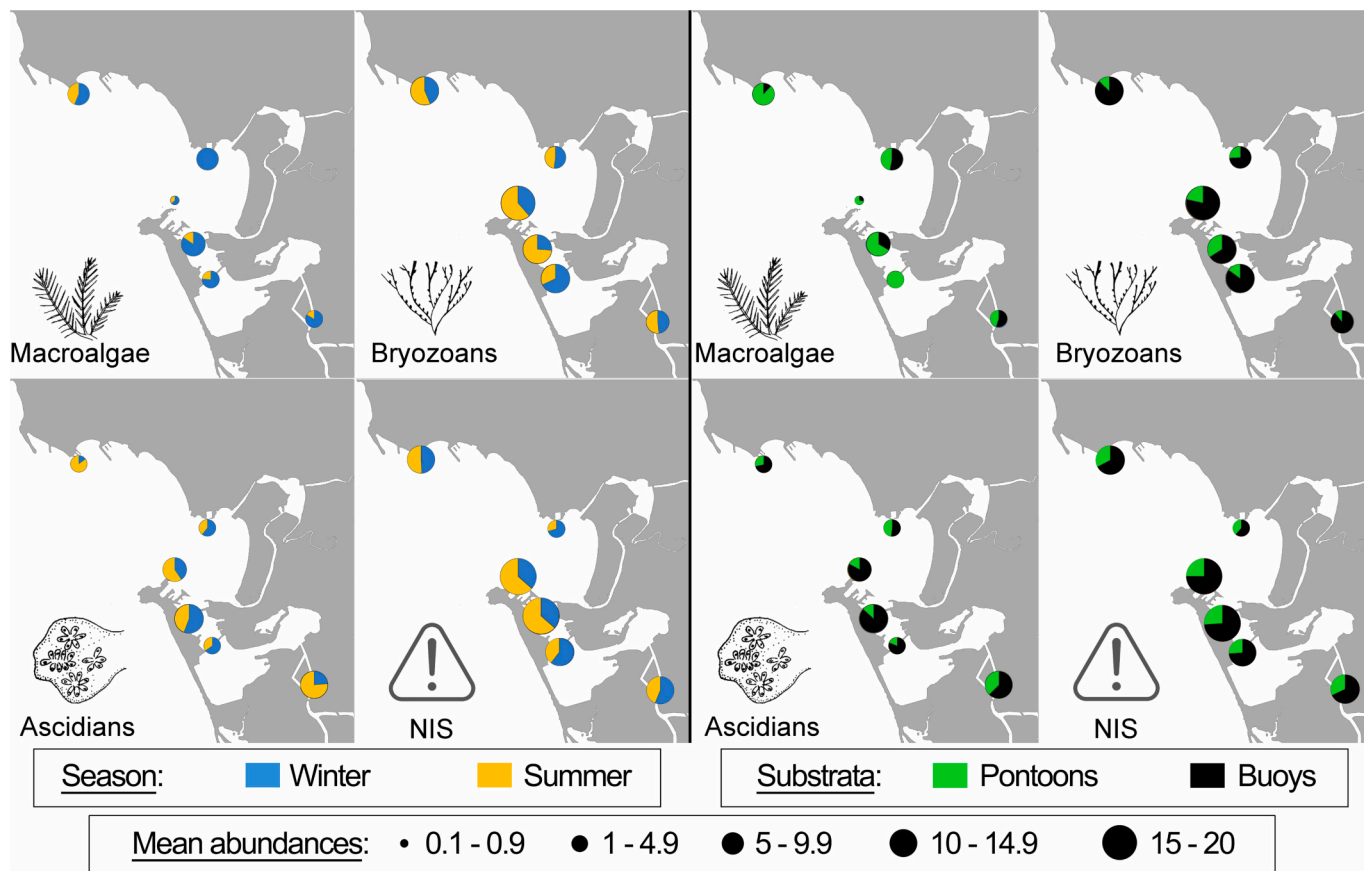 Macroalgae
Bryozoans
Macroalgae
Bryozoans
Ascidians
NIS
Ascidians
NIS
Season: Winter Summer
Substrata: Pontoons Buoys
Mean abundances: 0.1 - 0.9 1 - 4.9 5 - 9.9 10 - 14.9 15 - 20